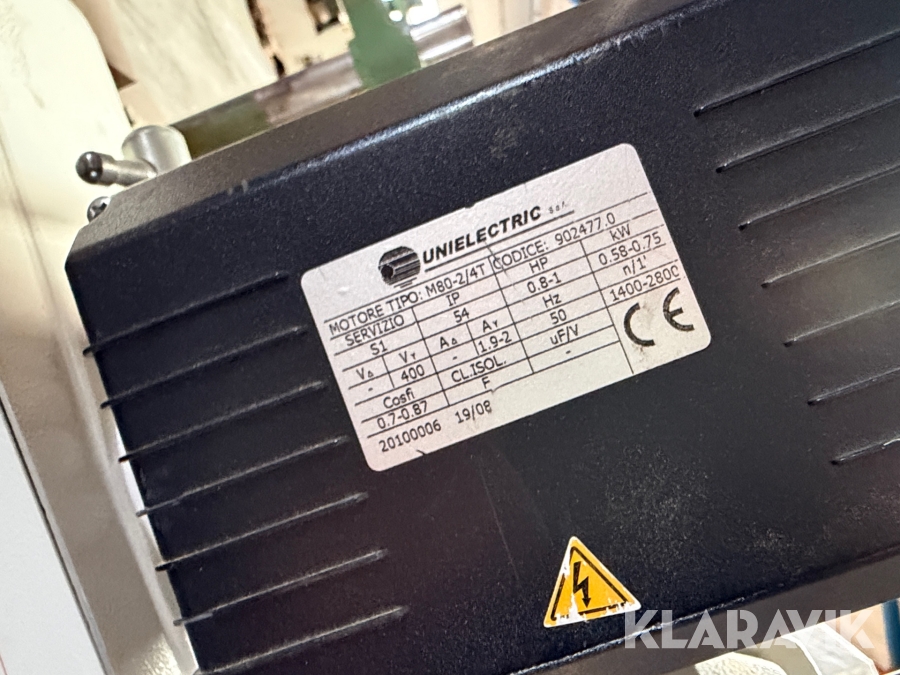 UNIELECTRIC S.p.A.
MOTORE TIPO: M80-2/4T CODICE: 902477.0
SERVIZIO IP HP kW
S1 54 0.8-1 0.58-0.75
V△ VY A△ AY Hz n/1'
- 400 - 1.9-2 50 1400-2800
Cosfi CL.ISOL. uF/V
0.7-0.87 F -
20100006 19/08
CE
KLARAVIK